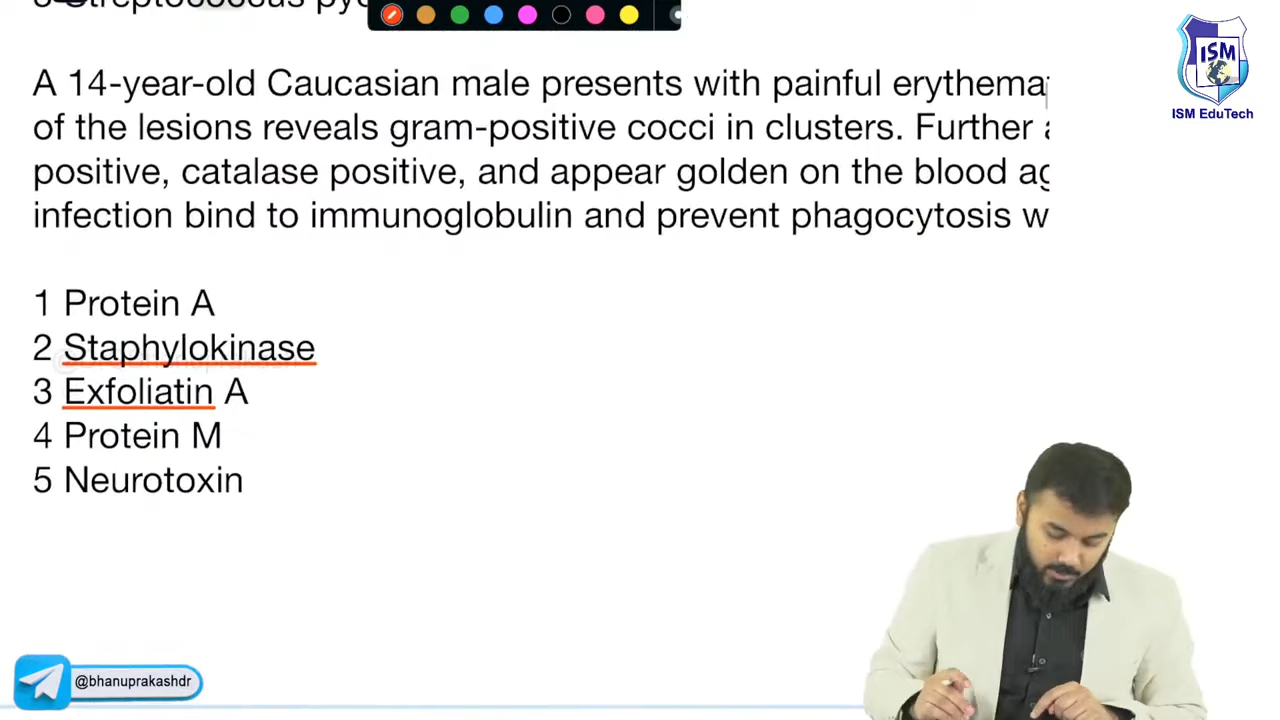 A 14-year-old Caucasian male presents with painful
of the lesions reveals gram-positive cocci in clusters. Further
positive, catalase positive, and appear golden on the blood
infection bind to immunoglobulin and prevent phagocytosis
1 Protein A
2 Staphylokinase
3 Exfoliatin A
4 Protein M
5 Neurotoxin
ISM
ISM EduTech
@bhanuprakashdr